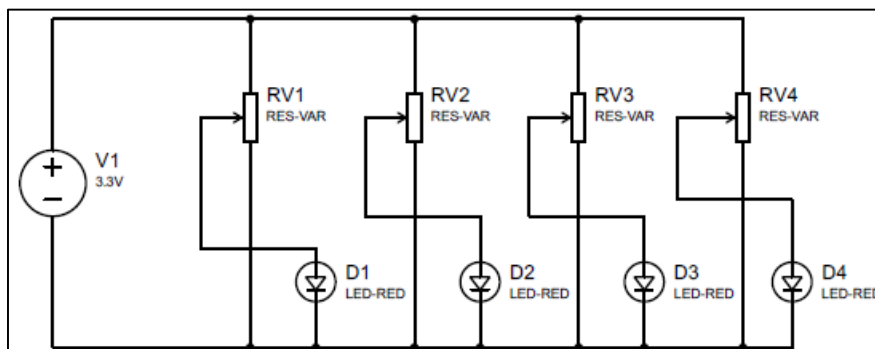 RV1
RES-VAR
RV2
RES-VAR
RV3
RES-VAR
RV4
RES-VAR
V1
3.3V
D1
LED-RED
D2
LED-RED
D3
LED-RED
D4
LED-RED